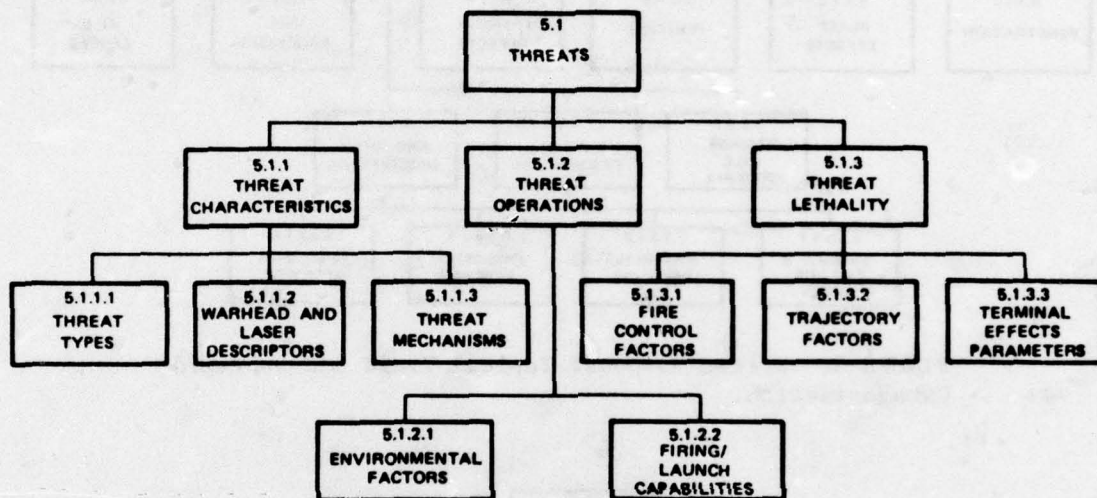 5.1
THREATS
5.1.1
THREAT
CHARACTERISTICS
5.1.2
THREAT
OPERATIONS
5.1.3
THREAT
LETHALITY
5.1.1.1
THREAT
TYPES
5.1.1.2
WARHEAD AND
LASER
DESCRIPTORS
5.1.1.3
THREAT
MECHANISMS
5.1.3.1
FIRE
CONTROL
FACTORS
5.1.3.2
TRAJECTORY
FACTORS
5.1.3.3
TERMINAL
EFFECTS
PARAMETERS
5.1.2.1
ENVIRONMENTAL
FACTORS
5.1.2.2
FIRING/
LAUNCH
CAPABILITIES